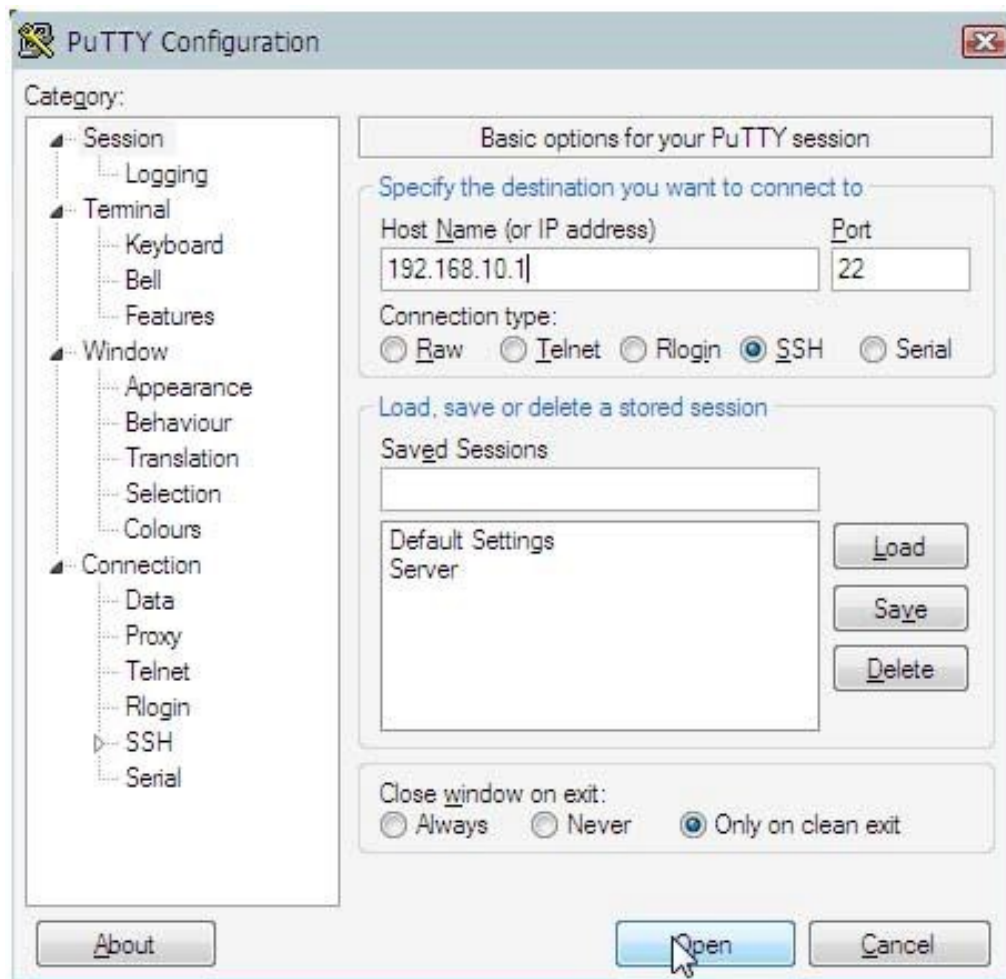 PuTTY Configuration
Category:
Session
Logging
Terminal
Keyboard
Bell
Features
Window
Appearance
Behaviour
Translation
Selection
Colours
Connection
Data
Proxy
Telnet
Rlogin
SSH
Serial
Basic options for your PuTTY session
Specify the destination you want to connect to
Host Name (or IP address) Port
192.168.10.1 22
Connection type:
Raw Telnet Rlogin SSH Serial
Load, save or delete a stored session
Saved Sessions
Default Settings
Server
Load
Save
Delete
Close window on exit:
Always Never Only on clean exit
About Open Cancel